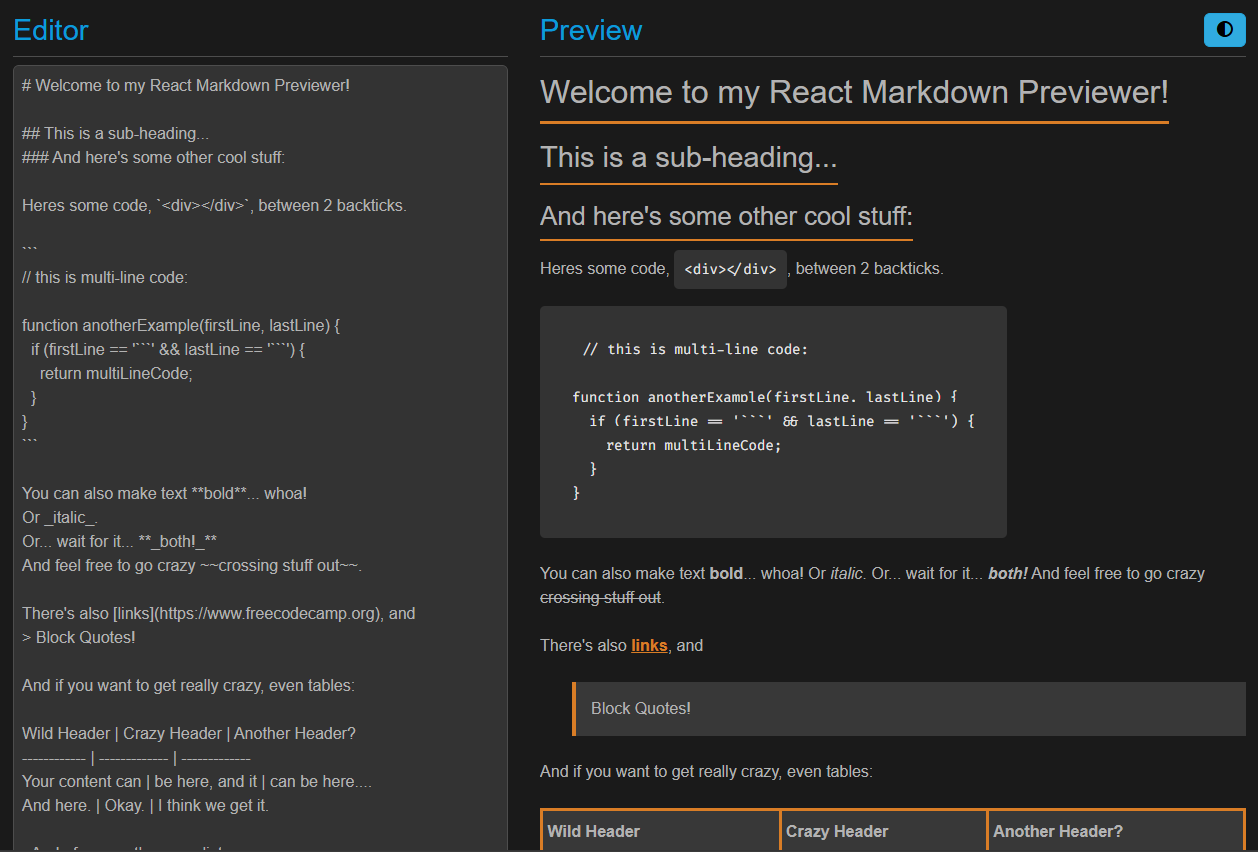 Editor
# Welcome to my React Markdown Previewer!
## This is a sub-heading...
### And here's some other cool stuff:
Heres some code, `<div></div>`, between 2 backticks.
```
// this is multi-line code:
function anotherExample(firstLine, lastLine) {
  if (firstLine == '```' && lastLine == '```') {
    return multiLineCode;
  }
}
```
You can also make text **bold**... whoa!
Or _italic_.
Or... wait for it... **_both!_**
And feel free to go crazy ~~crossing stuff out~~.
There's also [links](https://www.freecodecamp.org), and
> Block Quotes!
And if you want to get really crazy, even tables:
Wild Header | Crazy Header | Another Header?
------------ | ------------- | -------------
Your content can | be here, and it | can be here....
And here. | Okay. | I think we get it.
Preview
Welcome to my React Markdown Previewer!
This is a sub-heading...
And here's some other cool stuff:
Heres some code, <div></div>, between 2 backticks.
// this is multi-line code:
function anotherExample(firstLine, lastLine) {
  if (firstLine == '```' && lastLine == '```') {
    return multiLineCode;
  }
}
You can also make text bold... whoa! Or italic. Or... wait for it... both! And feel free to go crazy
crossing stuff out.
There's also links, and
Block Quotes!
And if you want to get really crazy, even tables:
Wild Header Crazy Header Another Header?